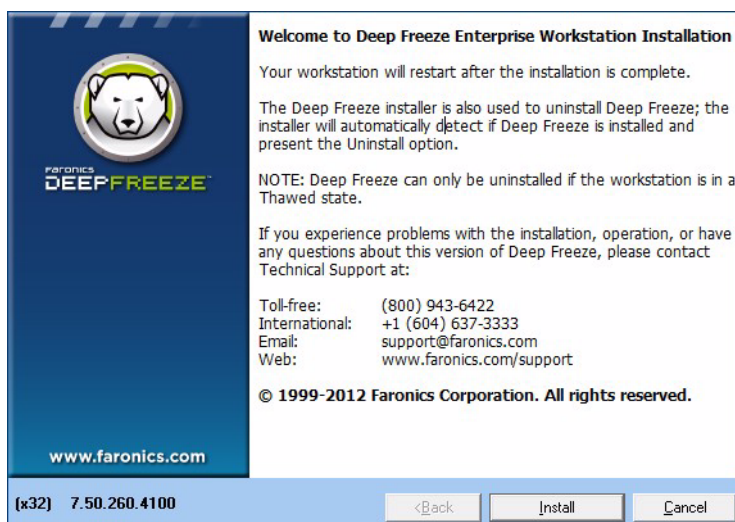 Welcome to Deep Freeze Enterprise Workstation Installation
Your workstation will restart after the installation is complete.
The Deep Freeze installer is also used to uninstall Deep Freeze; the
installer will automatically detect if Deep Freeze is installed and
present the Uninstall option.
NOTE: Deep Freeze can only be uninstalled if the workstation is in a
Thawed state.
If you experience problems with the installation, operation, or have
any questions about this version of Deep Freeze, please contact
Technical Support at:
Toll-free: (800) 943-6422
International: +1 (604) 637-3333
Email: support@faronics.com
Web: www.faronics.com/support
© 1999-2012 Faronics Corporation. All rights reserved.
FARONICS
DEEPFREEZE
www.faronics.com
(x32) 7.50.260.4100
<Back
Install
Cancel